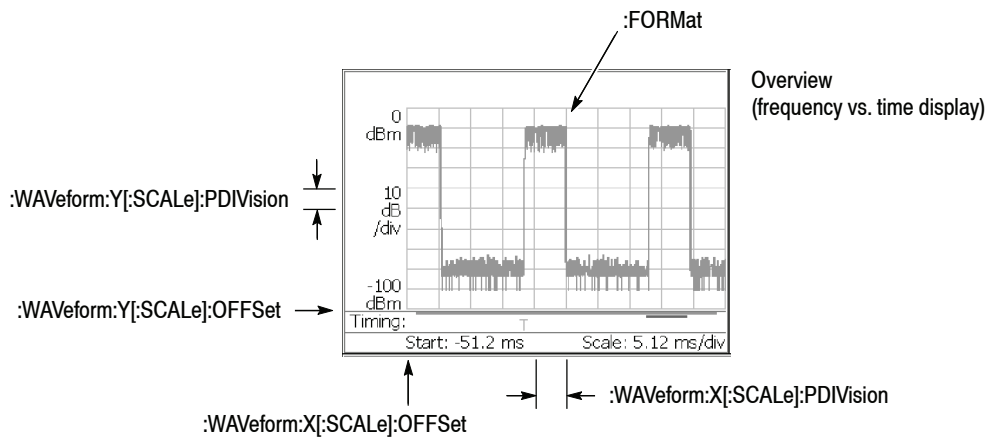 :FORMat
Overview
(frequency vs. time display)
0
dBm
:WAVeform:Y[:SCALe]:PDIVision
10
dB
/div
-100
dBm
:WAVeform:Y[:SCALe]:OFFSet
Timing:
T
Start: -51.2 ms
Scale: 5.12 ms/div
:WAVeform:X[:SCALe]:PDIVision
:WAVeform:X[:SCALe]:OFFSet